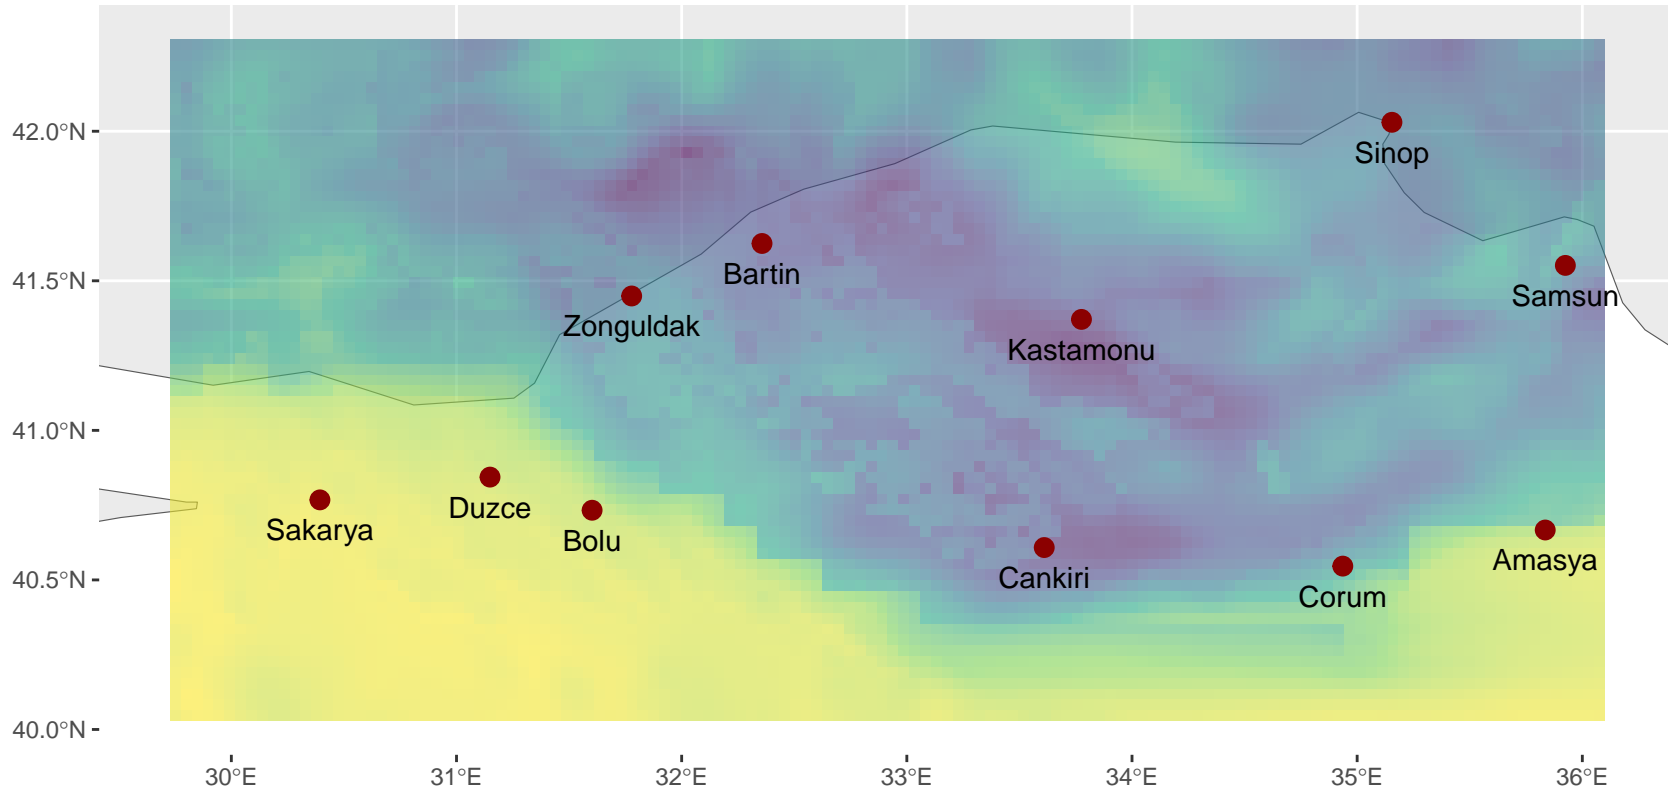 42.0°N
41.5°N
41.0°N
40.5°N
40.0°N
Sinop
Bartin
Samsun
Zonguldak
Kastamonu
Sakarya
Duzce
Bolu
Cankiri
Corum
Amasya
30°E
31°E
32°E
33°E
34°E
35°E
36°E